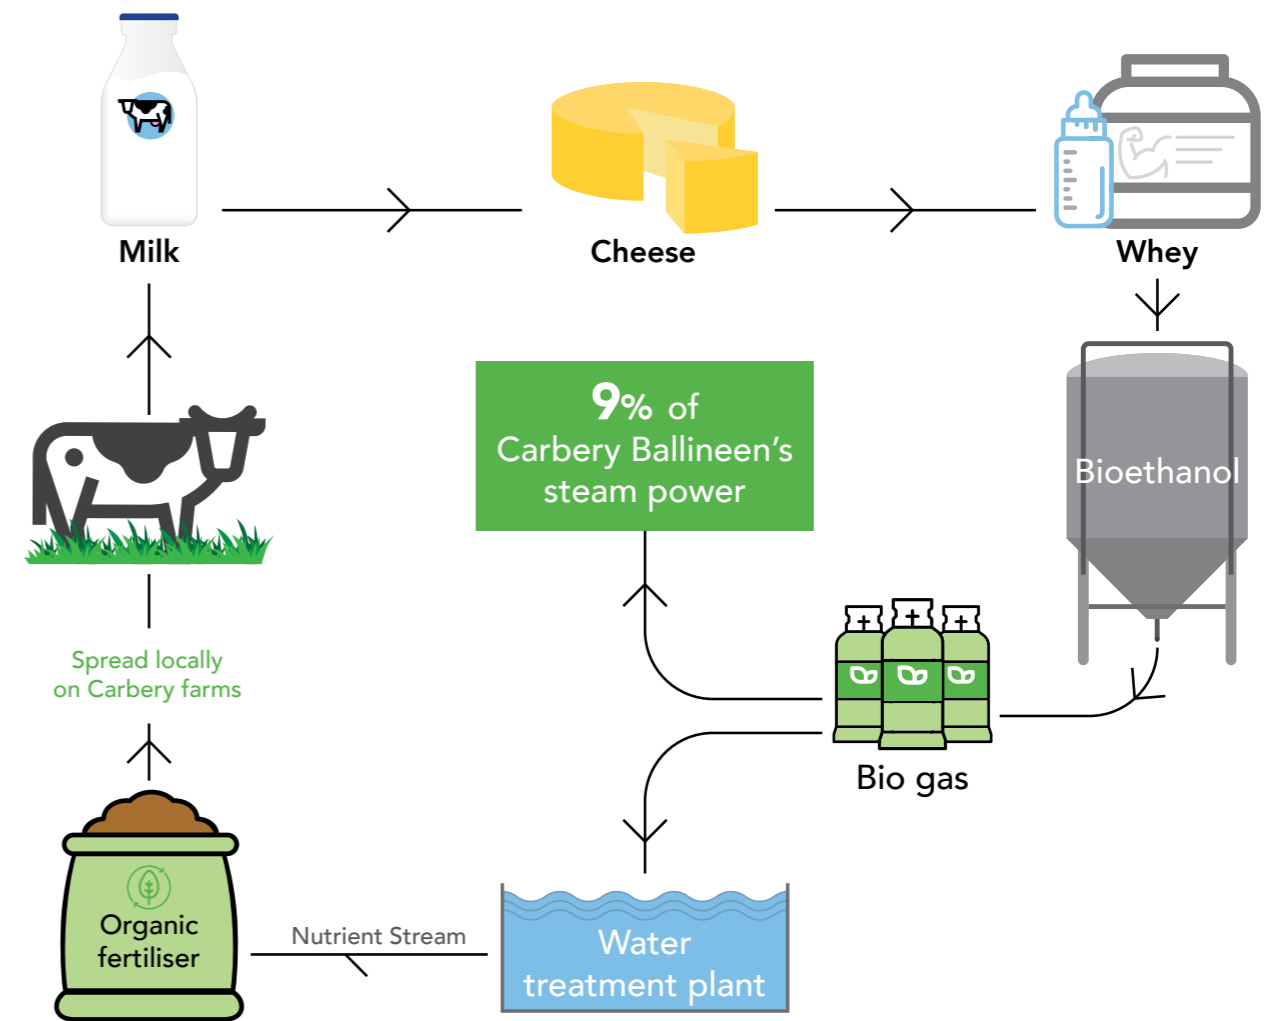 Milk
Cheese
Whey
9% of
Carbery Ballineen's
steam power
Bioethanol
Spread locally
on Carbery farms
Bio gas
Organic
fertiliser
Nutrient Stream
Water
treatment plant